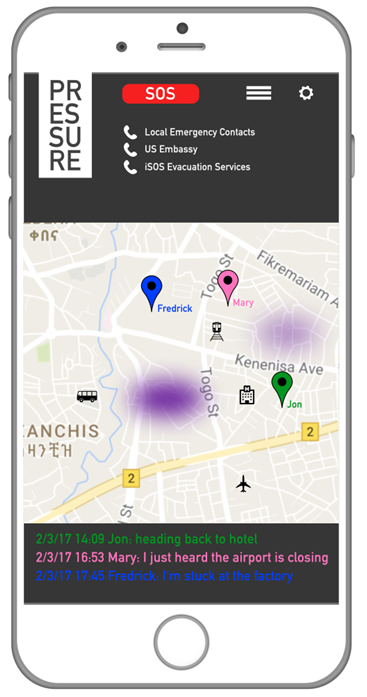 PR
ES
SU
RE
SOS
Local Emergency Contacts
US Embassy
iSOS Evacuation Services
ቀበና
Togo St
Fikremariam A
Fredrick
Mary
Kenenisa Ave
Togo St
Jon
ANCHIS
2
2
St
2/3/17 14:09 Jon: heading back to hotel
2/3/17 16:53 Mary: I just heard the airport is closing
2/3/17 17:45 Fredrick: I'm stuck at the factory